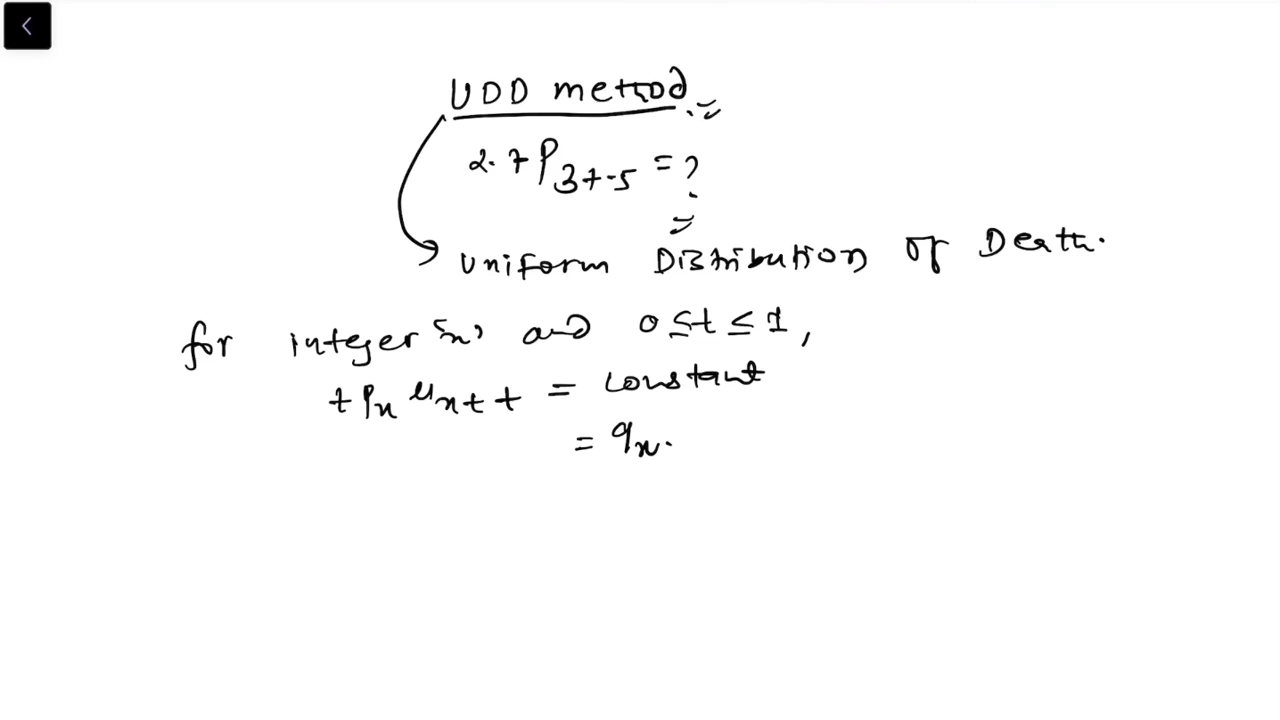 UDD method.
2.7P37.5 = ?
Uniform Distribution of Death.
for integer 'x' and 0 ≤ t ≤ 1,
tPx μx+t = constant
= qx.